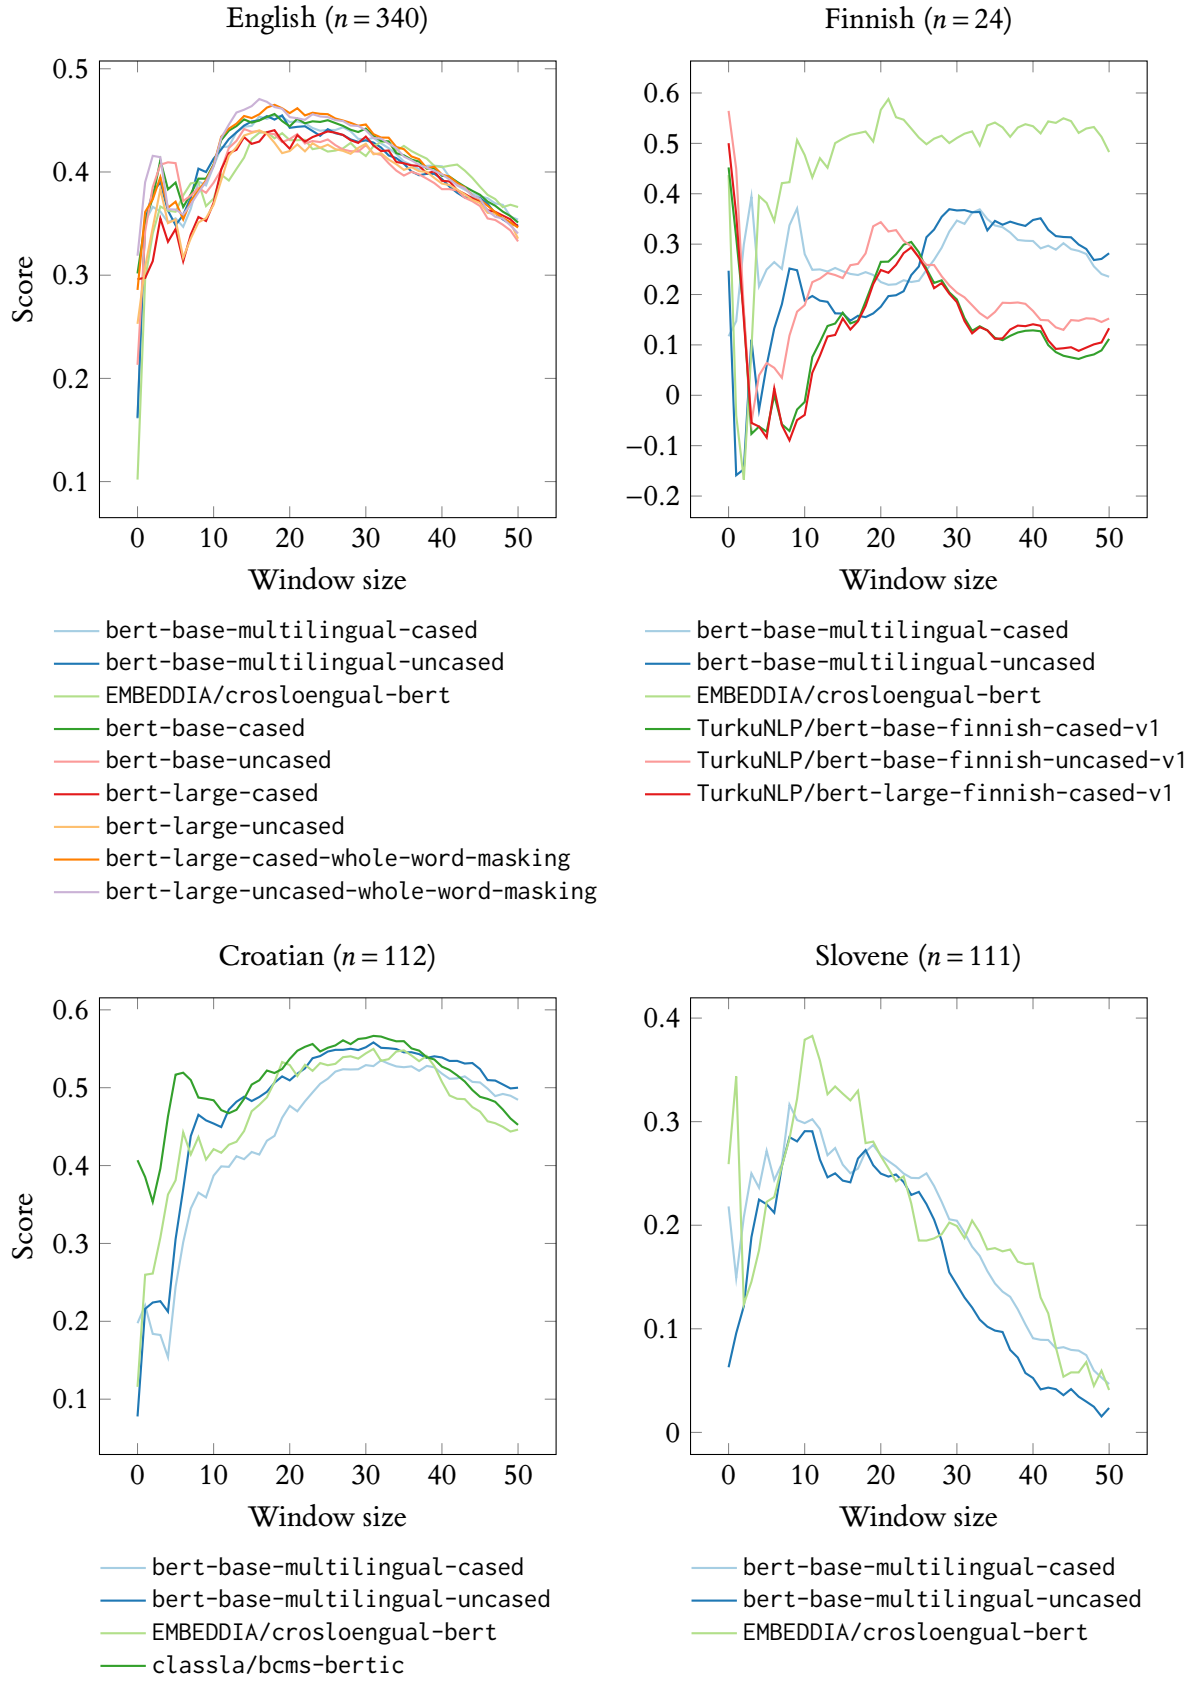 English (n = 340)
0.5
0.4
0.3
0.2
0.1
Score
0 10 20 30 40 50
Window size
bert-base-multilingual-cased
bert-base-multilingual-uncased
EMBEDDIA/crosloengual-bert
bert-base-cased
bert-base-uncased
bert-large-cased
bert-large-uncased
bert-large-cased-whole-word-masking
bert-large-uncased-whole-word-masking
Finnish (n = 24)
0.6
0.5
0.4
0.3
0.2
0.1
0
−0.1
−0.2
0 10 20 30 40 50
Window size
bert-base-multilingual-cased
bert-base-multilingual-uncased
EMBEDDIA/crosloengual-bert
TurkuNLP/bert-base-finnish-cased-v1
TurkuNLP/bert-base-finnish-uncased-v1
TurkuNLP/bert-large-finnish-cased-v1
Croatian (n = 112)
0.6
0.5
0.4
0.3
0.2
0.1
Score
0 10 20 30 40 50
Window size
bert-base-multilingual-cased
bert-base-multilingual-uncased
EMBEDDIA/crosloengual-bert
classla/bcms-bertic
Slovene (n = 111)
0.4
0.3
0.2
0.1
0
0 10 20 30 40 50
Window size
bert-base-multilingual-cased
bert-base-multilingual-uncased
EMBEDDIA/crosloengual-bert